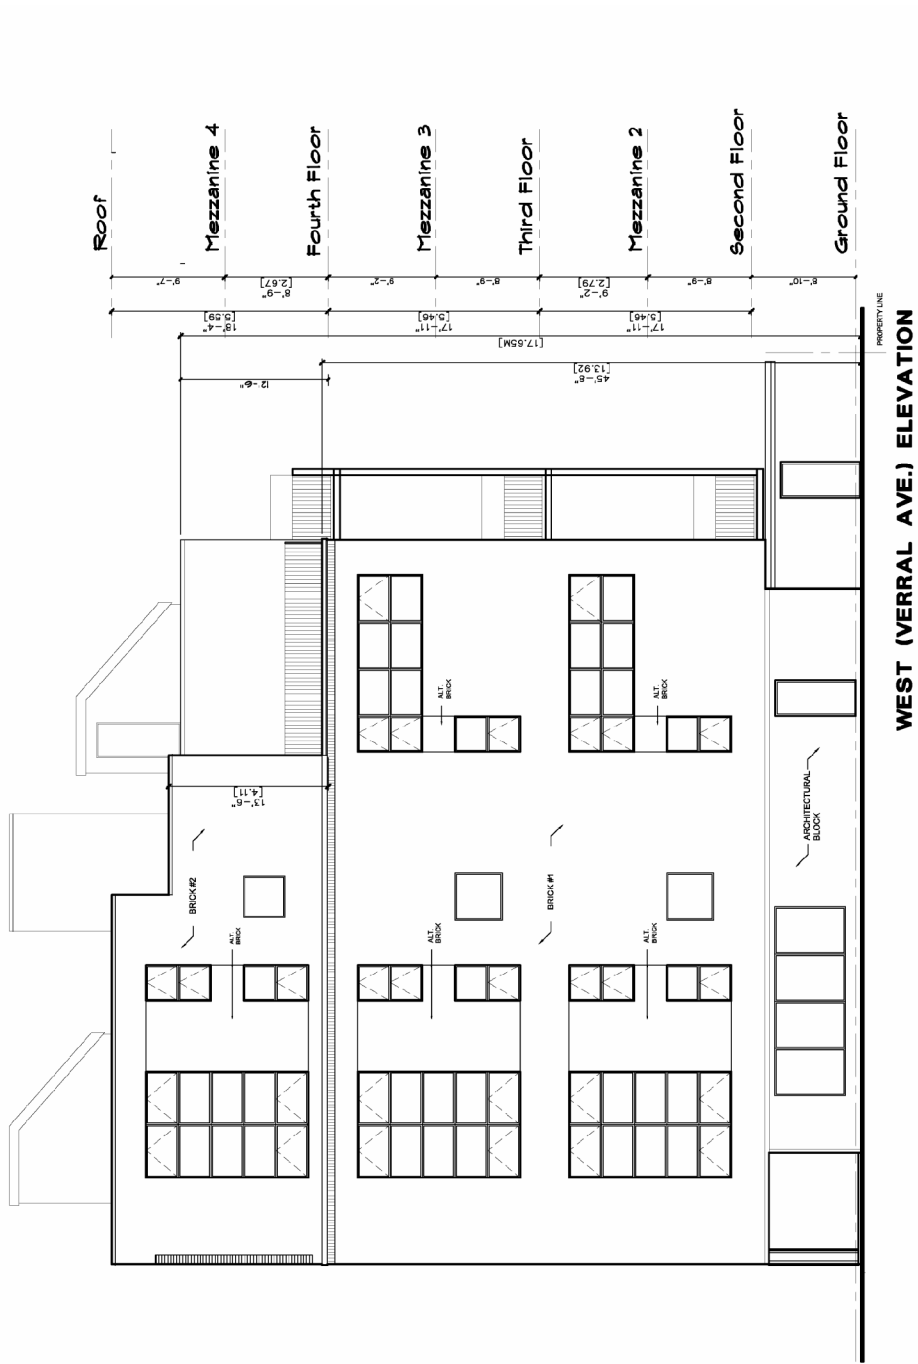 Roof
Mezzanine 4
Fourth Floor
Mezzanine 3
Third Floor
Mezzanine 2
Second Floor
Ground Floor
9'-7"
8'-9"
[2.67]
9'-2"
8'-9"
9'-2"
[2.79]
8'-9"
8'-10"
18'-4"
[5.59]
17'-11"
[5.46]
17'-11"
[5.46]
[17.65M]
12'-6"
45'-8"
[13.92]
13'-6"
[4.11]
PROPERTY LINE
ALT.
BRICK
ALT.
BRICK
BRICK #2
BRICK #1
ARCHITECTURAL
BLOCK
ALT.
BRICK
ALT.
BRICK
ALT.
BRICK
WEST (VERRAL AVE.) ELEVATION